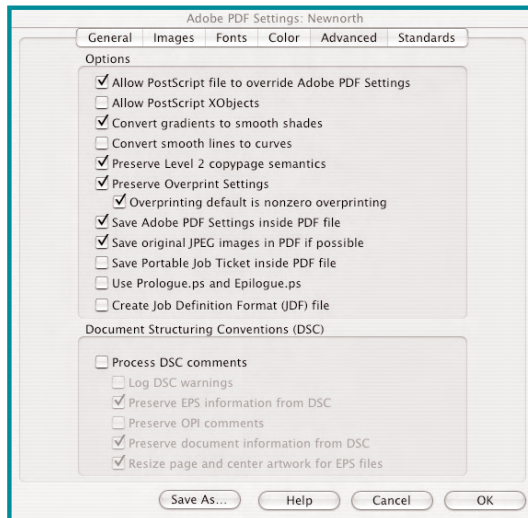 Adobe PDF Settings: Newnorth
General Images Fonts Color Advanced Standards
Options
Allow PostScript file to override Adobe PDF Settings
Allow PostScript XObjects
Convert gradients to smooth shades
Convert smooth lines to curves
Preserve Level 2 copypage semantics
Preserve Overprint Settings
Overprinting default is nonzero overprinting
Save Adobe PDF Settings inside PDF file
Save original JPEG images in PDF if possible
Save Portable Job Ticket inside PDF file
Use Prologue.ps and Epilogue.ps
Create Job Definition Format (JDF) file
Document Structuring Conventions (DSC)
Process DSC comments
Log DSC warnings
Preserve EPS information from DSC
Preserve OPI comments
Preserve document information from DSC
Resize page and center artwork for EPS files
Save As... Help Cancel OK